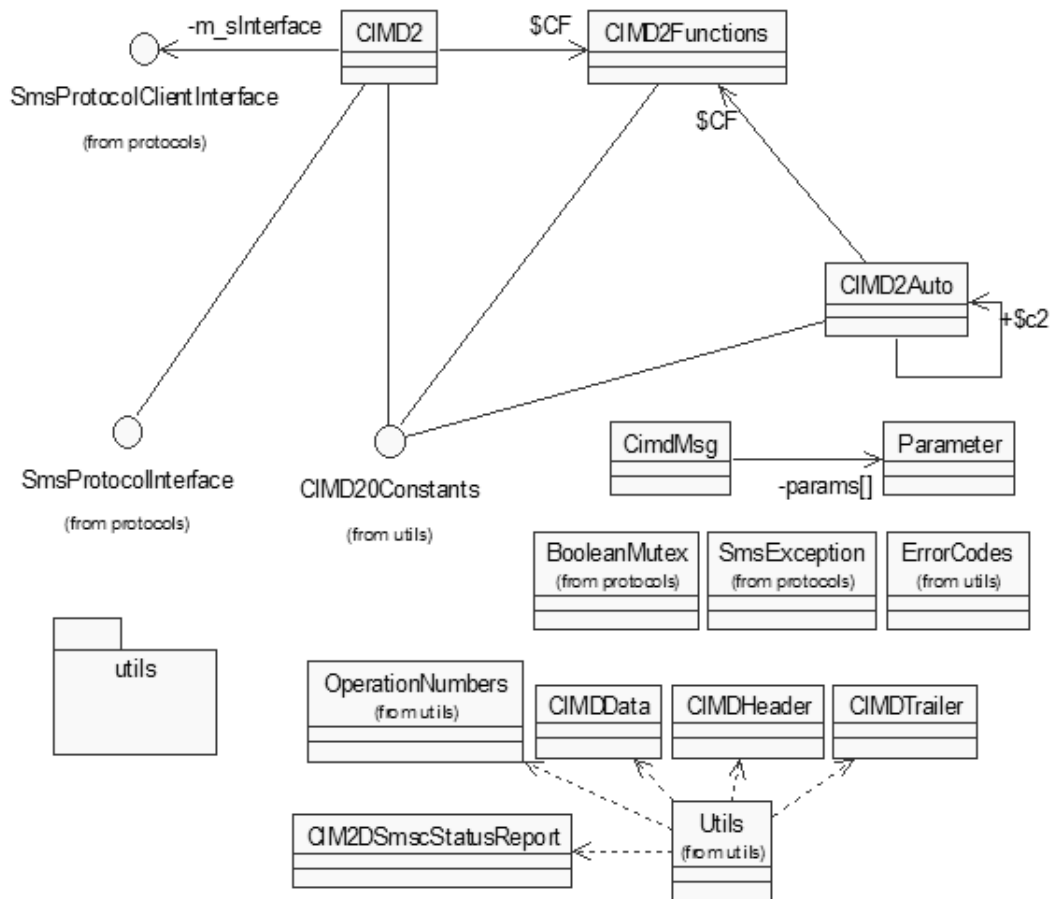 -m_sInterface
CIMD2
$CF
CIMD2Functions
SmsProtocolClientInterface
(from protocols)
$CF
CIMD2Auto
+$c2
CimdMsg
Parameter
-params[]
SmsProtocolInterface
(from protocols)
CIMD20Constants
(from utils)
BooleanMutex
(from protocols)
SmsException
(from protocols)
ErrorCodes
(from utils)
utils
OperationNumbers
(from utils)
CIMDData
CIMDHeader
CIMDTrailer
Utils
(from utils)
CIM2DSmscStatusReport